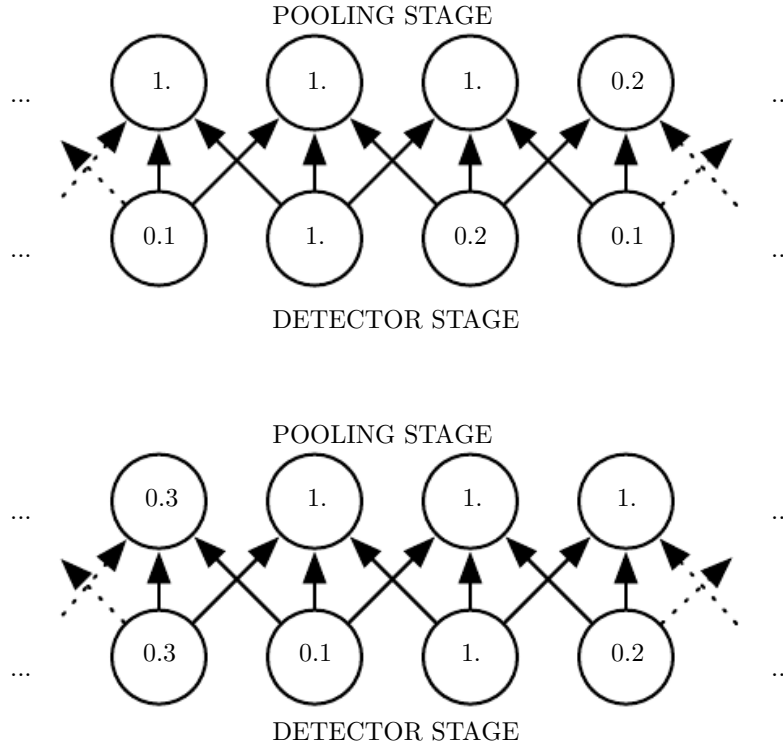 POOLING STAGE
... 1. 1. 1. 0.2 ..
... 0.1 1. 0.2 0.1 ..
DETECTOR STAGE
POOLING STAGE
... 0.3 1. 1. 1. ..
... 0.3 0.1 1. 0.2 ..
DETECTOR STAGE